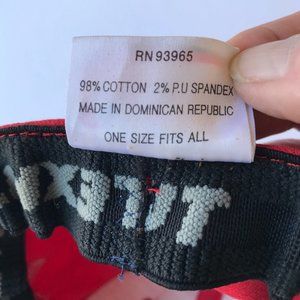 RN 93965
98% COTTON 2% P.U SPANDEX
MADE IN DOMINICAN REPUBLIC
ONE SIZE FITS ALL